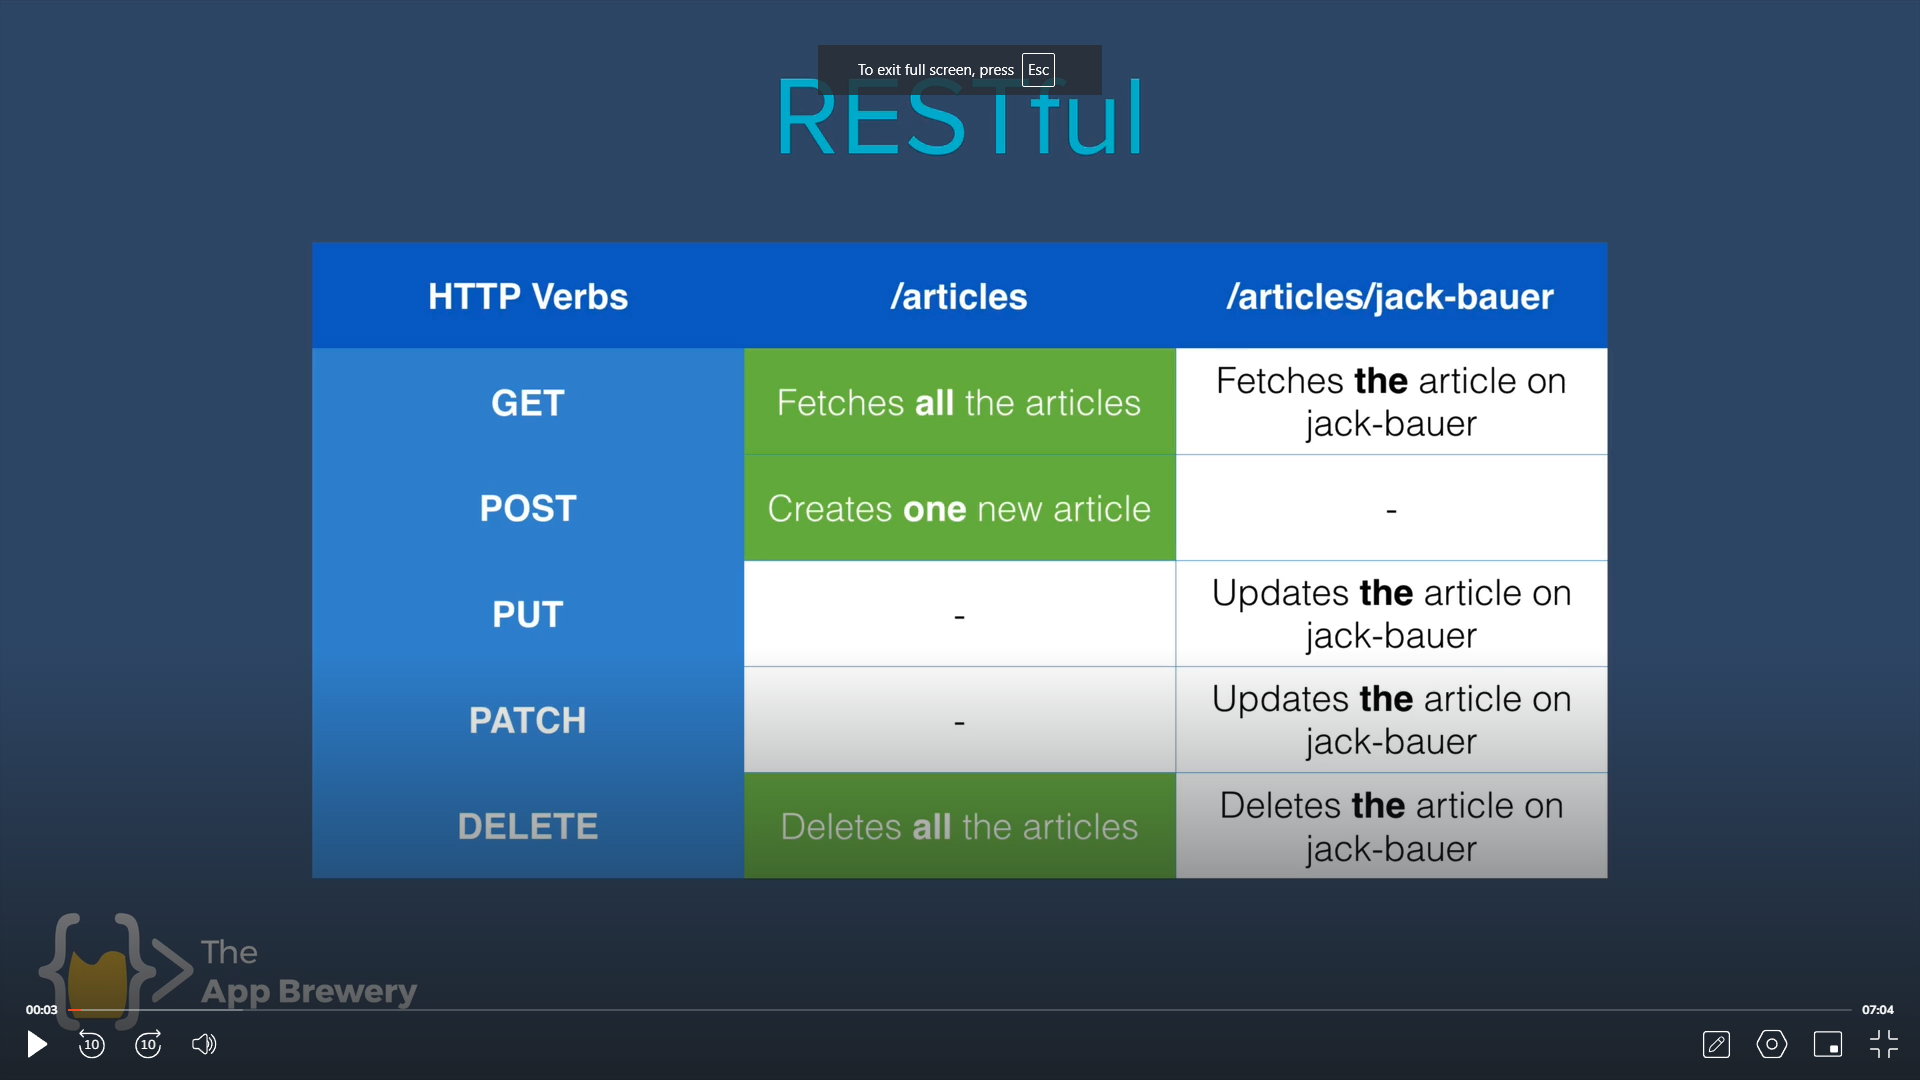 To exit full screen, press Esc
RESTful
HTTP Verbs /articles /articles/jack-bauer
GET Fetches all the articles Fetches the article on
jack-bauer
POST Creates one new article -
PUT - Updates the article on
jack-bauer
PATCH - Updates the article on
jack-bauer
DELETE Deletes all the articles Deletes the article on
jack-bauer
The
App Brewery
00:03 07:04
10 10